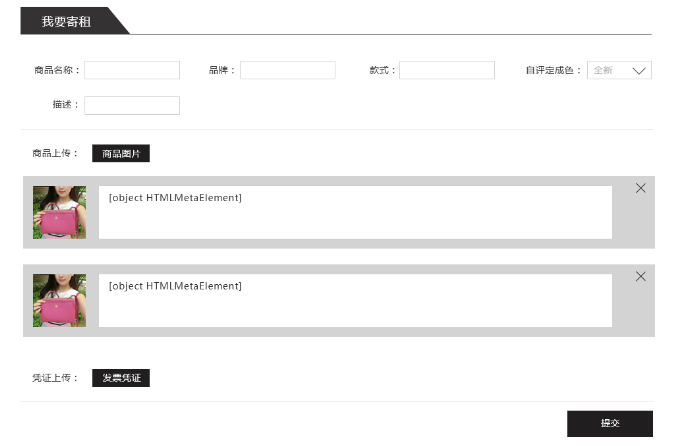 我要寄租
商品名称： 品牌： 款式： 自评定成色： 全新
描述：
商品上传： 商品图片
[object HTMLMetaElement]
[object HTMLMetaElement]
凭证上传： 发票凭证
提交